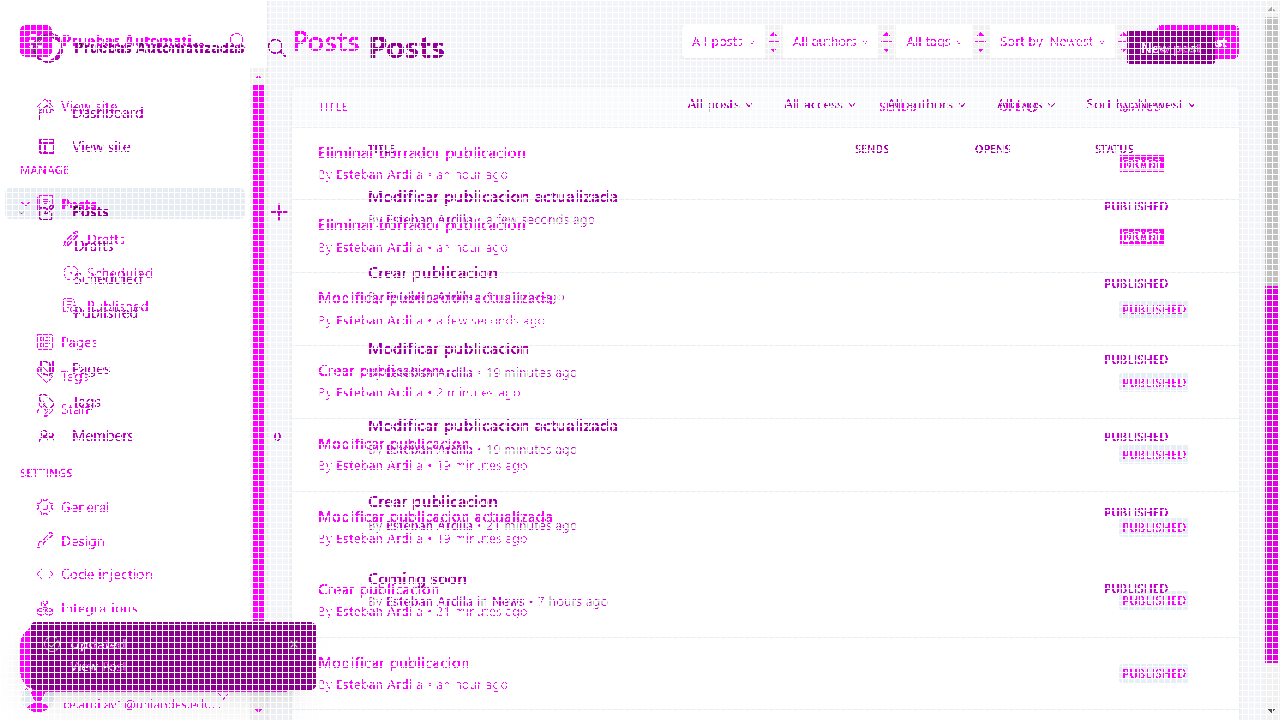 Pruebas Automatizadas
Posts
Posts
All posts
All authors
All tags
Sort by: Newest
View site
Dashboard
TITLE
All posts
All access
All authors
All tags
Sort by: Newest
View site
MANAGE
Eliminar borrador publicacion
TITLE
SENDS
OPENS
STATUS
By Esteban Ardila • an hour ago
Posts
Posts
Modificar publicacion actualizada
PUBLISHED
By Esteban Ardila • a few seconds ago
Eliminar borrador publicacion
Drafts
Drafts
By Esteban Ardila • an hour ago
Scheduled
Scheduled
Crear publicacion
PUBLISHED
Modificar publicacion actualizada
Published
Published
PUBLISHED
By Esteban Ardila • a few seconds ago
Pages
Modificar publicacion
PUBLISHED
Pages
Tags
Crear publicacion
By Esteban Ardila • 19 minutes ago
PUBLISHED
By Esteban Ardila • 2 minutes ago
Tags
Staff
Members
0
Modificar publicacion actualizada
PUBLISHED
Modificar publicacion
By Esteban Ardila • 19 minutes ago
PUBLISHED
By Esteban Ardila • 19 minutes ago
SETTINGS
General
Crear publicacion
PUBLISHED
Modificar publicacion actualizada
By Esteban Ardila • 21 minutes ago
PUBLISHED
Design
By Esteban Ardila • 19 minutes ago
Code injection
Coming soon
PUBLISHED
Crear publicacion
By Esteban Ardila in News • 7 hours ago
PUBLISHED
Integrations
By Esteban Ardila • 21 minutes ago
Updated
View Post
Modificar publicacion
PUBLISHED
By Esteban Ardila • an hour ago